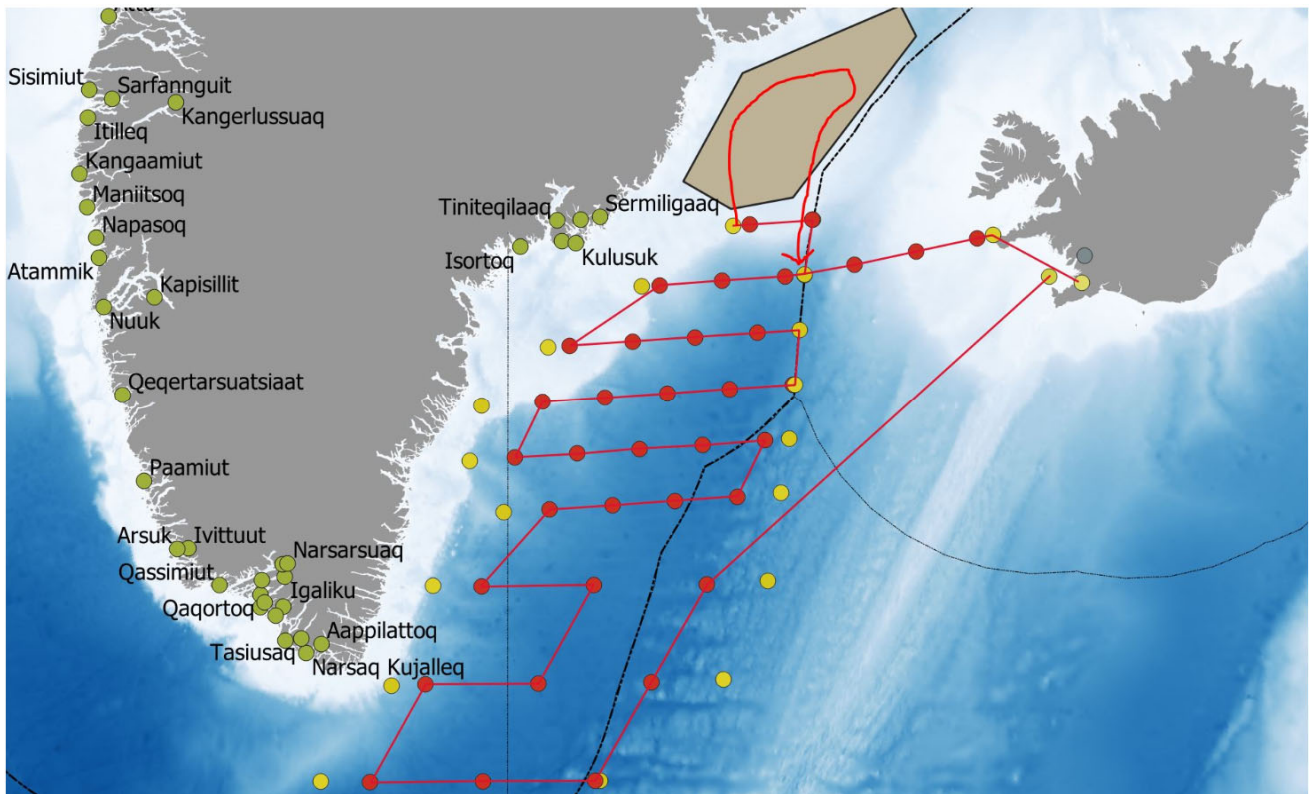 Sisimiut
Sarfannguit
Kangerlussuaq
Itilleq
Kangaamiut
Maniitsoq
Napasoq
Atammik
Kapisillit
Nuuk
Tiniteqilaaq
Sermiligaaq
Isortoq
Kulusuk
Qeqertarsuatsiaat
Paamiut
Arsuk
Ivittuut
Narsarsuaq
Qassimiut
Igaliku
Qaqortoq
Aappilattoq
Tasiusaq
Narsaq Kujalleq